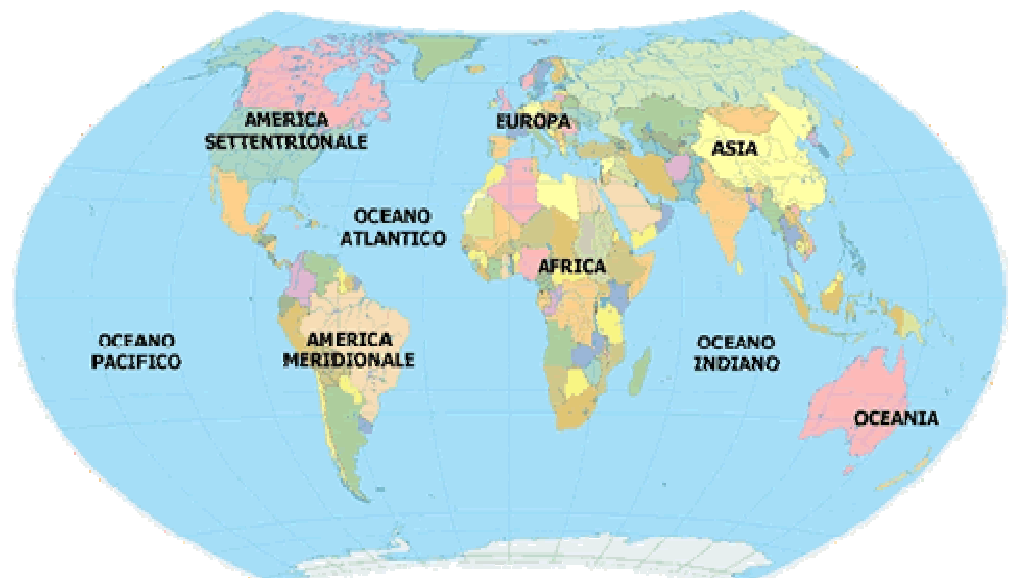 AMERICA
SETTENTRIONALE
EUROPA
ASIA
OCEANO
ATLANTICO
AFRICA
OCEANO
PACIFICO
AMERICA
MERIDIONALE
OCEANO
INDIANO
OCEANIA